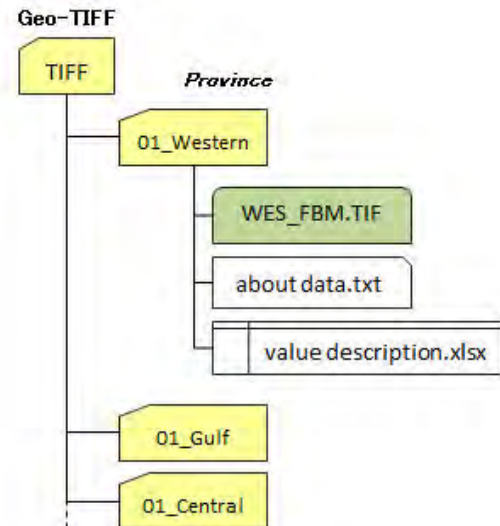 Geo-TIFF
TIFF
Province
01_Western
WES_FBM.TIF
about data.txt
value description.xlsx
01_Gulf
01_Central